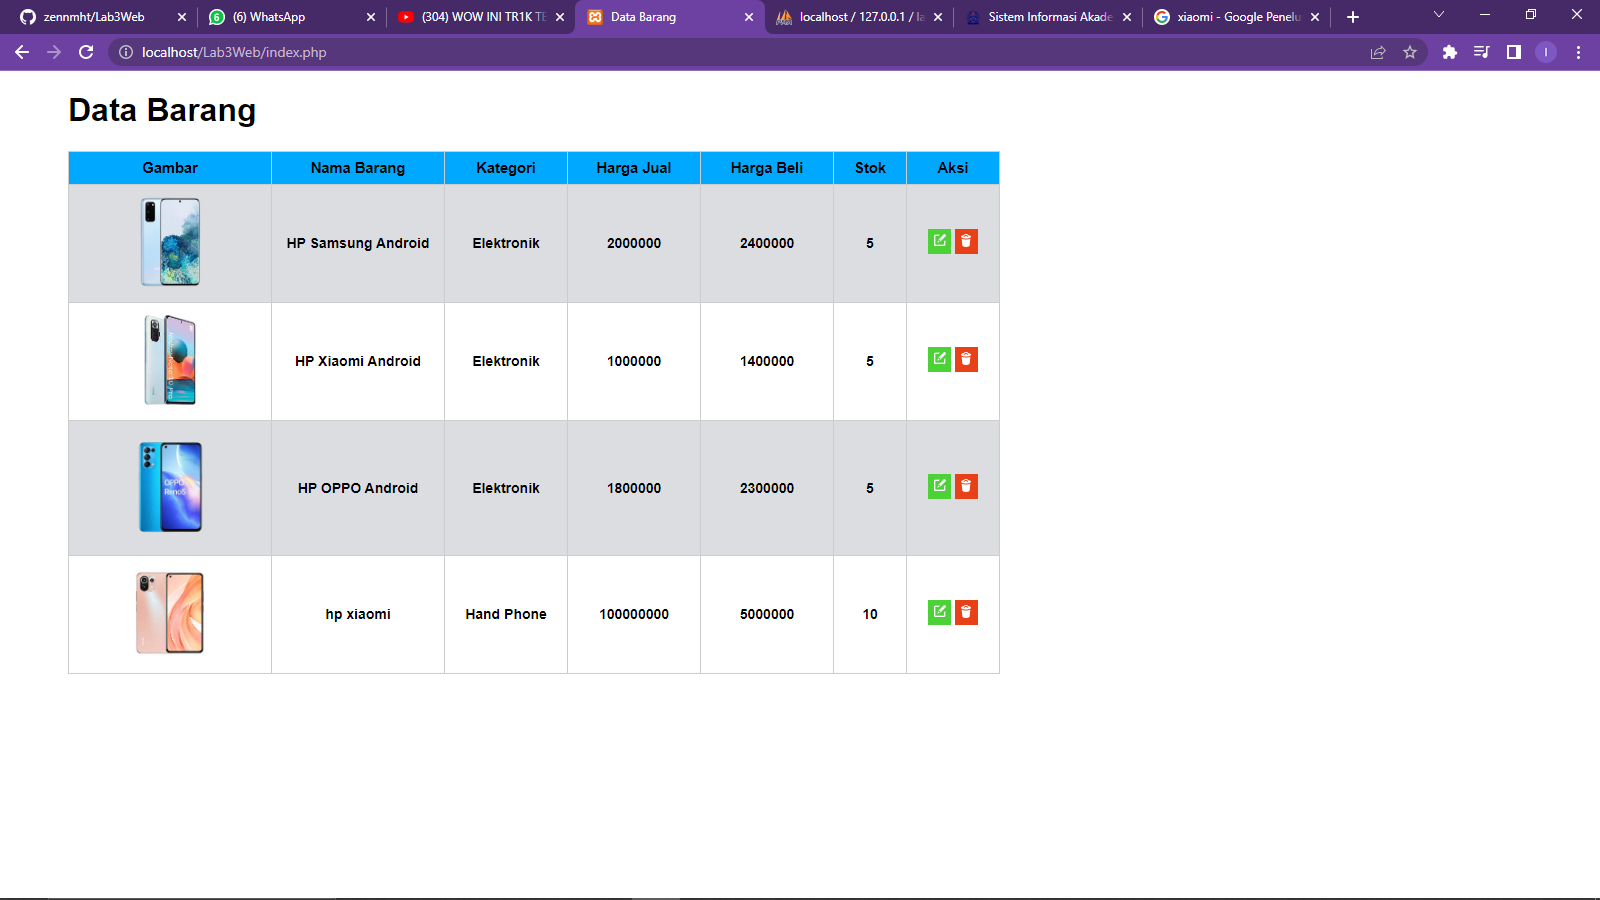 zennmht/Lab3Web
6 (6) WhatsApp
(304) WOW INI TR1K TE
Data Barang
localhost / 127.0.0.1 / la
Sistem Informasi Akade
xiaomi - Google Penelu
localhost/Lab3Web/index.php
I
Data Barang
Gambar Nama Barang Kategori Harga Jual Harga Beli Stok Aksi
HP Samsung Android Elektronik 2000000 2400000 5
HP Xiaomi Android Elektronik 1000000 1400000 5
OPPO
Reno5
HP OPPO Android Elektronik 1800000 2300000 5
hp xiaomi Hand Phone 100000000 5000000 10